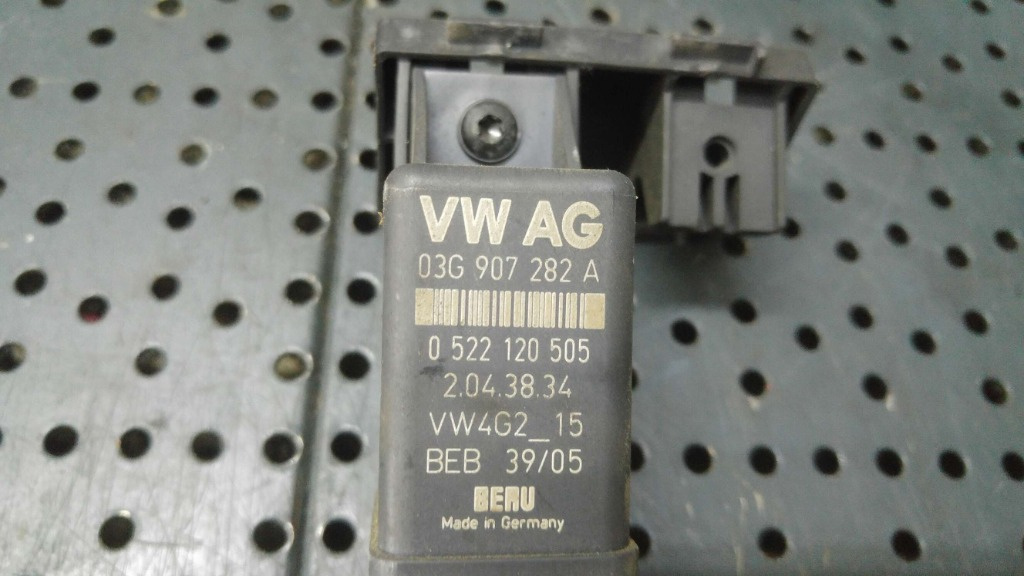 VW AG
03G 907 282 A
0 522 120 505
2.04.38.34
VW4G2_15
BEB 39/05
BERU
Made in Germany